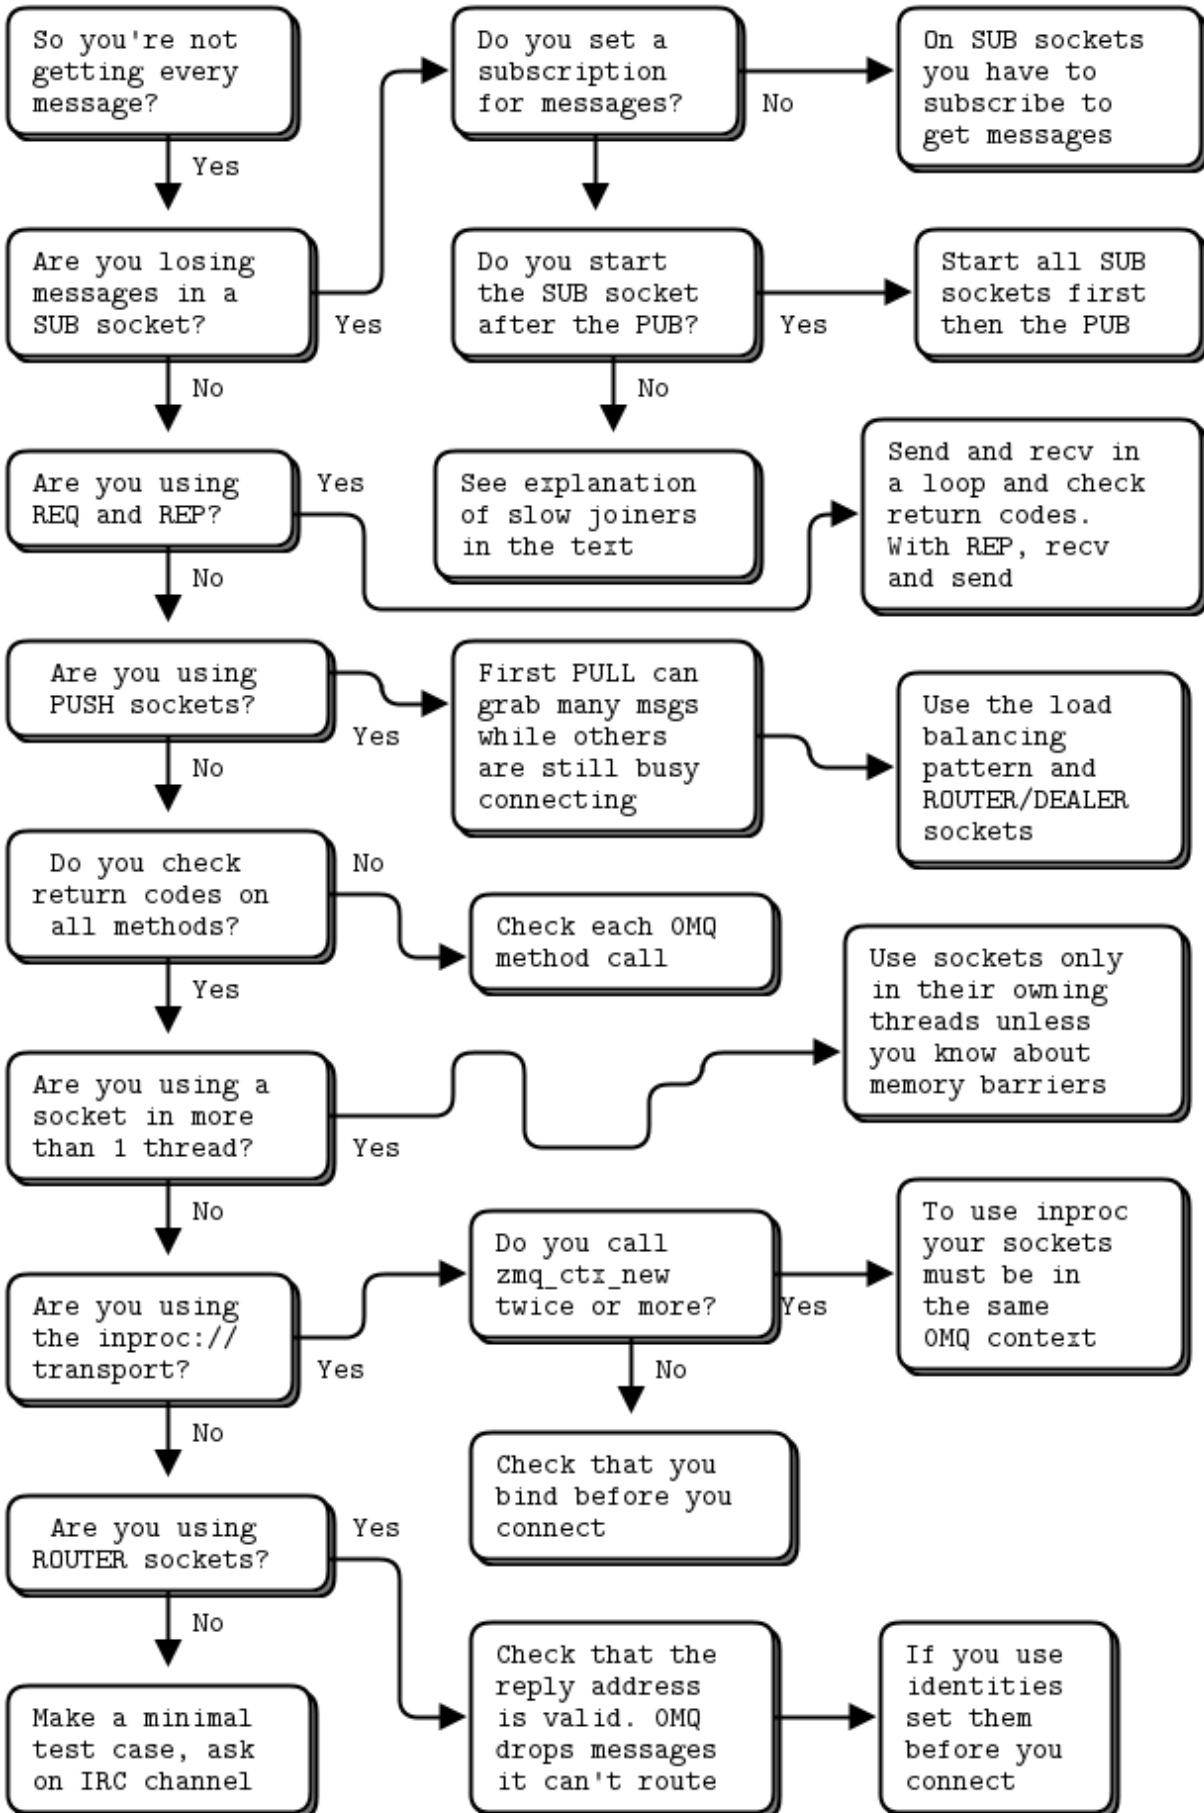 So you're not
getting every
message?
Yes
Do you set a
subscription
for messages?
No
On SUB sockets
you have to
subscribe to
get messages
Are you losing
messages in a
SUB socket?
Yes
No
Do you start
the SUB socket
after the PUB?
Yes
No
Start all SUB
sockets first
then the PUB
Are you using
REQ and REP?
Yes
No
See explanation
of slow joiners
in the text
Send and recv in
a loop and check
return codes.
With REP, recv
and send
Are you using
PUSH sockets?
Yes
No
First PULL can
grab many msgs
while others
are still busy
connecting
Use the load
balancing
pattern and
ROUTER/DEALER
sockets
Do you check
return codes on
all methods?
No
Yes
Check each OMQ
method call
Use sockets only
in their owning
threads unless
you know about
memory barriers
Are you using a
socket in more
than 1 thread?
Yes
No
Do you call
zmq_ctx_new
twice or more?
Yes
No
To use inproc
your sockets
must be in
the same
OMQ context
Are you using
the inproc://
transport?
Yes
No
Check that you
bind before you
connect
Are you using
ROUTER sockets?
Yes
No
Check that the
reply address
is valid. OMQ
drops messages
it can't route
If you use
identities
set them
before you
connect
Make a minimal
test case, ask
on IRC channel